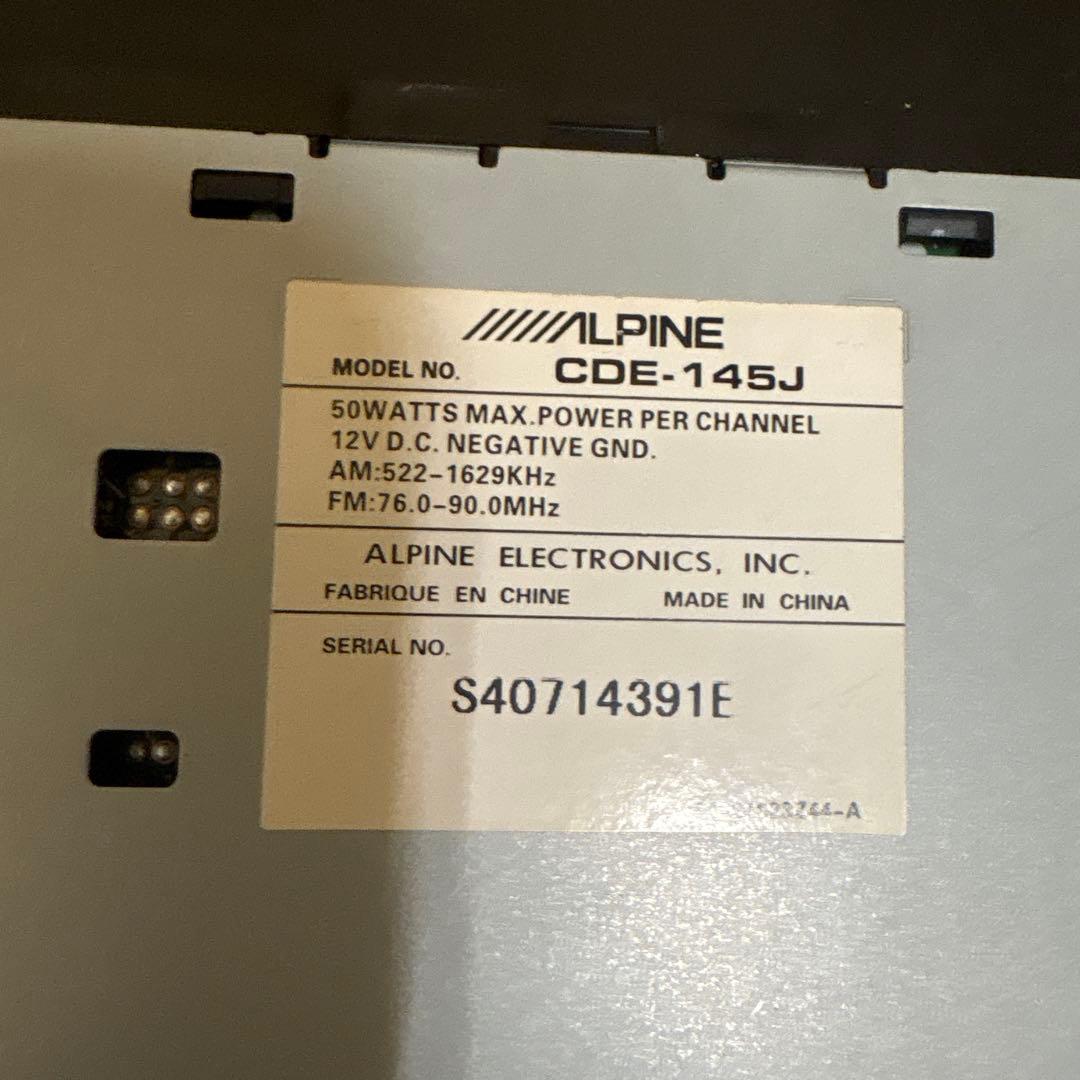 ALPINE
MODEL NO. CDE-145J
50WATTS MAX.POWER PER CHANNEL
12V D.C. NEGATIVE GND.
AM:522-1629KHz
FM:76.0-90.0MHz
ALPINE ELECTRONICS, INC.
FABRIQUE EN CHINE MADE IN CHINA
SERIAL NO.
S40714391E